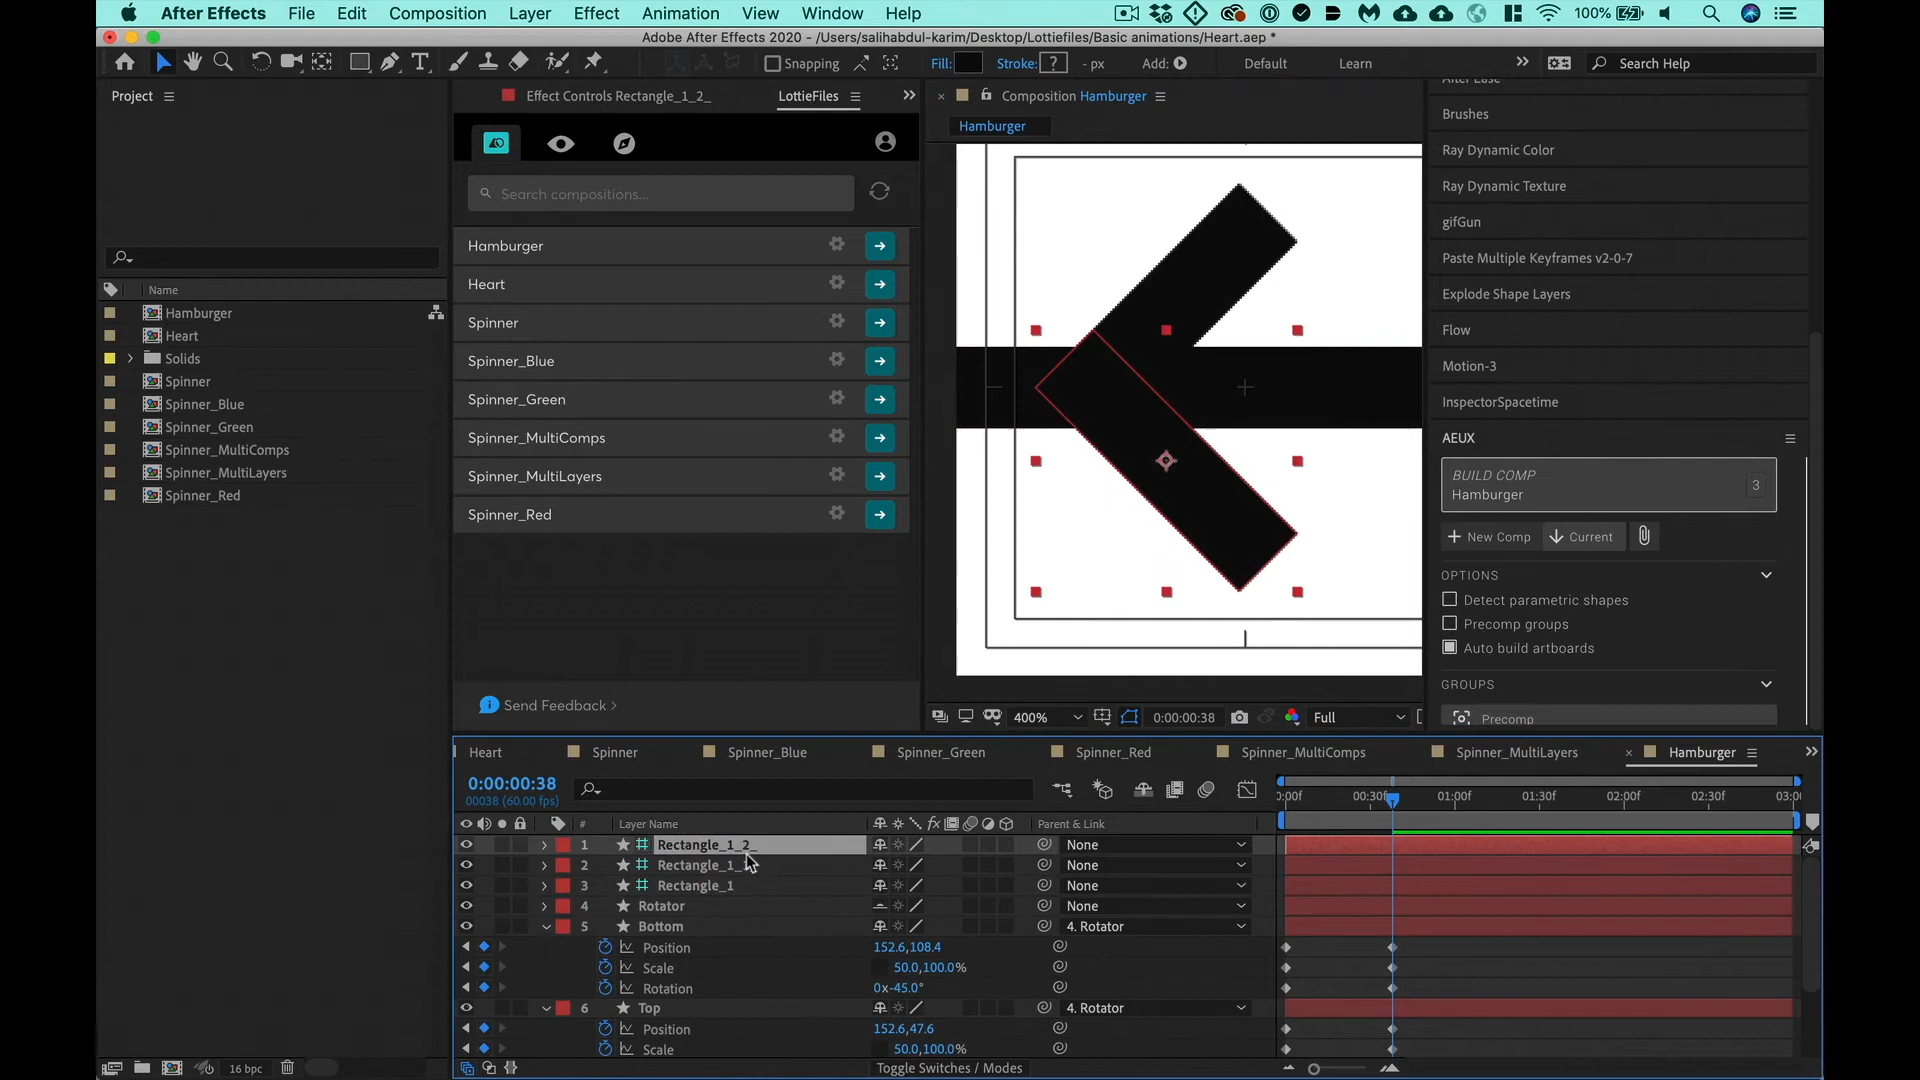 After Effects File Edit Composition Layer Effect Animation View Window Help 100%
Adobe After Effects 2020 - /Users/salihabdul-karim/Desktop/Lottiefiles/Basic animations/Heart.aep *
Snapping Fill: Stroke: ? - px Add: Default Learn Search Help
Project
Name
Hamburger
Heart
Solids
Spinner
Spinner_Blue
Spinner_Green
Spinner_MultiComps
Spinner_MultiLayers
Spinner_Red
16 bpc
Effect Controls Rectangle_1_2_ LottieFiles
Search compositions...
Hamburger
Heart
Spinner
Spinner_Blue
Spinner_Green
Spinner_MultiComps
Spinner_MultiLayers
Spinner_Red
Send Feedback >
Composition Hamburger
Hamburger
400% 0:00:00:38 Full
After Ease
Brushes
Ray Dynamic Color
Ray Dynamic Texture
gifGun
Paste Multiple Keyframes v2-0-7
Explode Shape Layers
Flow
Motion-3
InspectorSpacetime
AEUX
BUILD COMP
Hamburger 3
New Comp Current
OPTIONS
Detect parametric shapes
Precomp groups
Auto build artboards
GROUPS
Precomp
Heart Spinner Spinner_Blue Spinner_Green Spinner_Red Spinner_MultiComps Spinner_MultiLayers Hamburger
0:00:00:38
00038 (60.00 fps)
:00f 00:30f 01:00f 01:30f 02:00f 02:30f 03:0
# Layer Name fx Parent & Link
1 Rectangle_1_2_ None
2 Rectangle_1_ None
3 Rectangle_1 None
4 Rotator None
5 Bottom 4. Rotator
Position 152.6,108.4
Scale 50.0,100.0%
Rotation 0x-45.0°
6 Top 4. Rotator
Position 152.6,47.6
Scale 50.0,100.0%
Toggle Switches / Modes